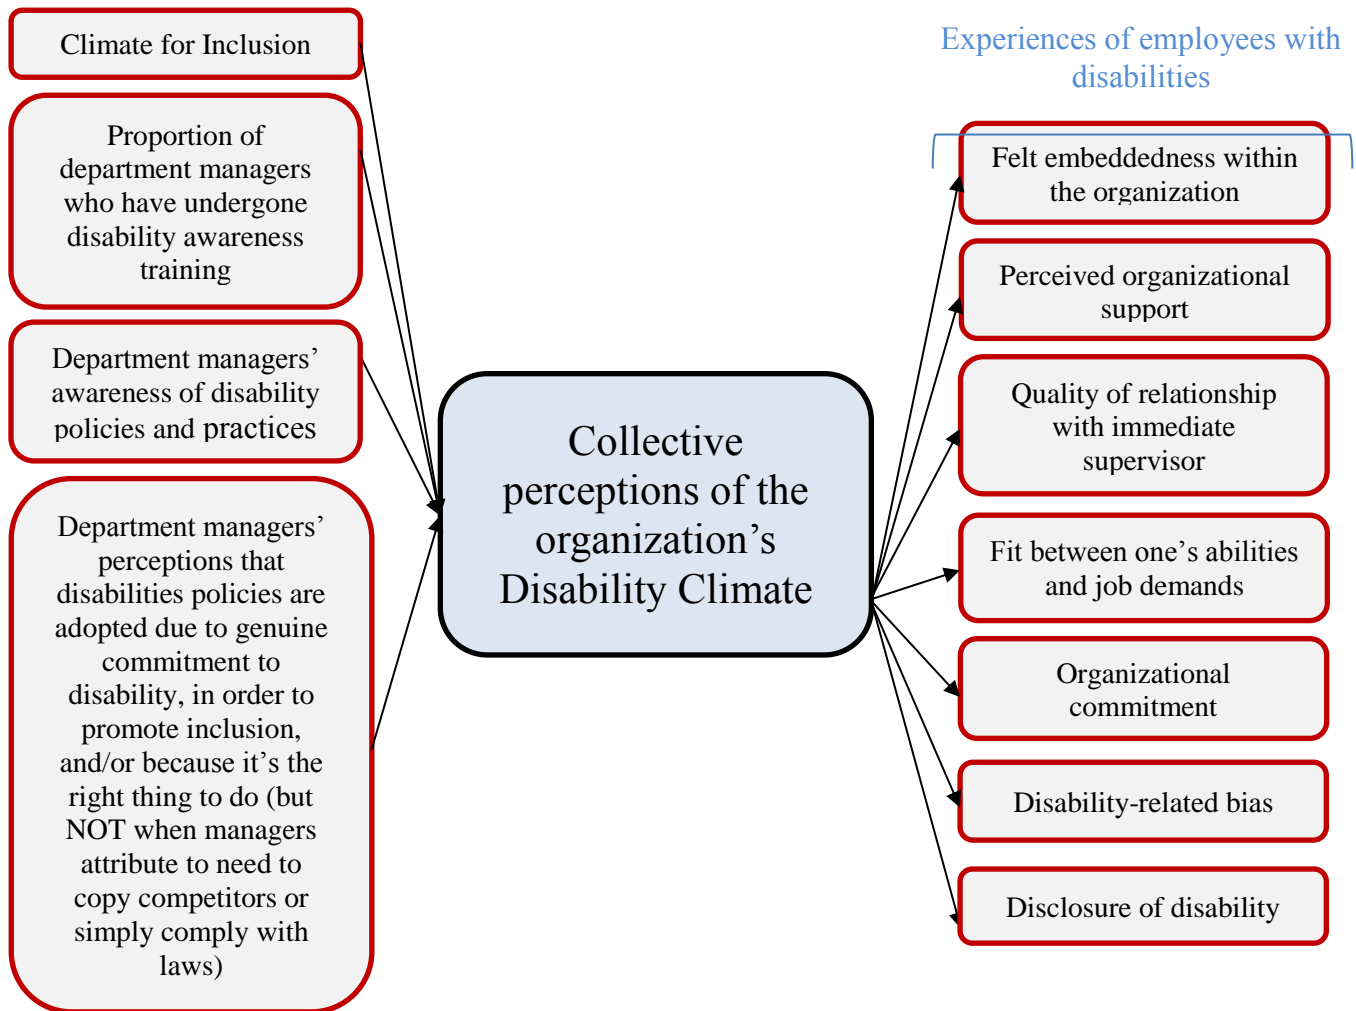 Climate for Inclusion
Proportion of
department managers
who have undergone
disability awareness
training
Department managers’
awareness of disability
policies and practices
Department managers’
perceptions that
disabilities policies are
adopted due to genuine
commitment to
disability, in order to
promote inclusion,
and/or because it’s the
right thing to do (but
NOT when managers
attribute to need to
copy competitors or
simply comply with
laws)
Collective
perceptions of the
organization’s
Disability Climate
Experiences of employees with
disabilities
Felt embeddedness within
the organization
Perceived organizational
support
Quality of relationship
with immediate
supervisor
Fit between one’s abilities
and job demands
Organizational
commitment
Disability-related bias
Disclosure of disability